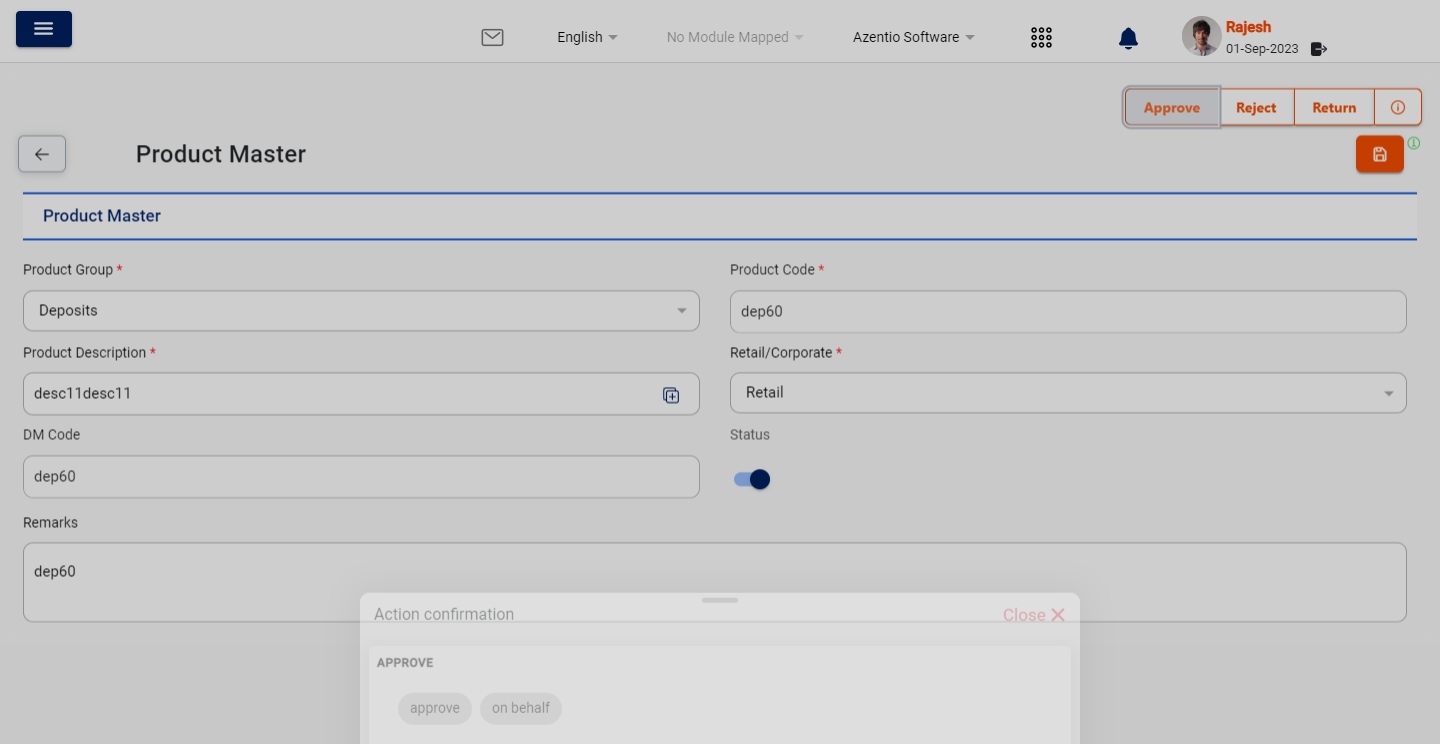 English
No Module Mapped
Azentio Software
Rajesh
01-Sep-2023
Approve
Reject
Return
Product Master
Product Master
Product Group *
Product Code *
Deposits
dep60
Product Description *
Retail/Corporate *
desc11desc11
Retail
DM Code
Status
dep60
Remarks
dep60
Action confirmation
Close
APPROVE
approve
on behalf